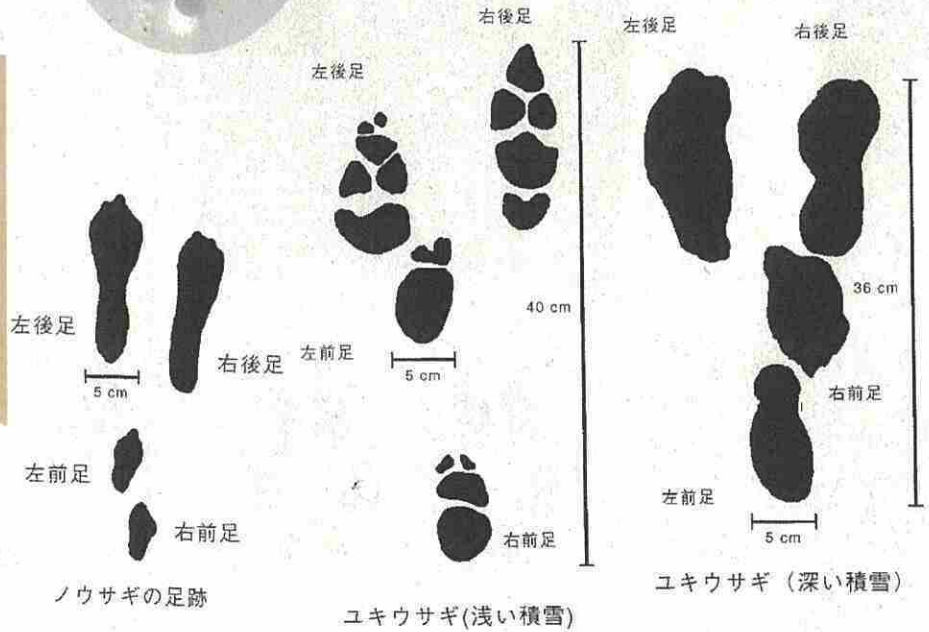 左後足
右後足
5 cm
左前足
右前足
ノウサギの足跡
左後足
右後足
左前足
5 cm
40 cm
右前足
ユキウサギ(浅い積雪)
左後足
右後足
36 cm
右前足
左前足
5 cm
ユキウサギ（深い積雪）